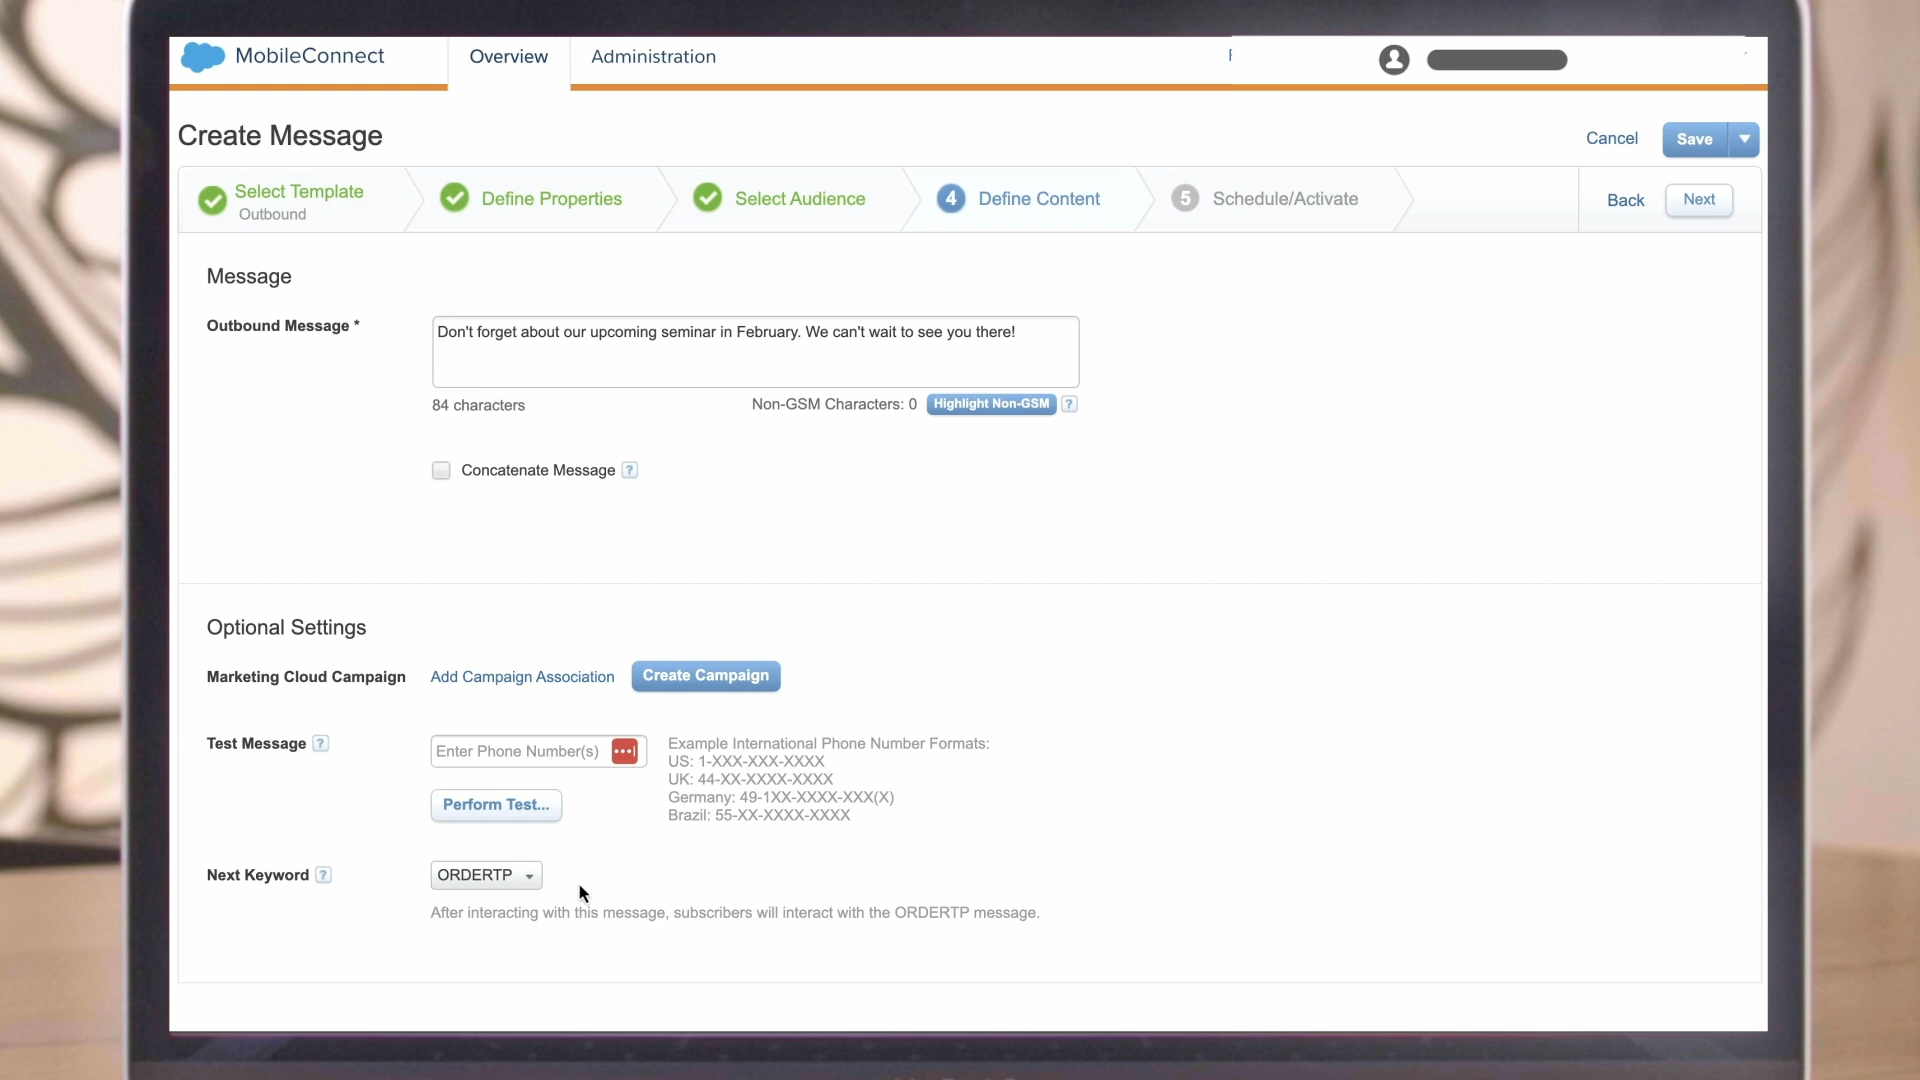 MobileConnect
Overview
Administration
Create Message
Cancel
Save
Select Template
Outbound
Define Properties
Select Audience
4
Define Content
5
Schedule/Activate
Back
Next
Message
Outbound Message *
Don't forget about our upcoming seminar in February. We can't wait to see you there!
84 characters
Non-GSM Characters: 0
Highlight Non-GSM
?
Concatenate Message ?
Optional Settings
Marketing Cloud Campaign
Add Campaign Association
Create Campaign
Test Message ?
Enter Phone Number(s)
Example International Phone Number Formats:
US: 1-XXX-XXX-XXXX
UK: 44-XX-XXXX-XXXX
Germany: 49-1XX-XXXX-XXX(X)
Brazil: 55-XX-XXXX-XXXX
Perform Test...
Next Keyword ?
ORDERTP
After interacting with this message, subscribers will interact with the ORDERTP message.